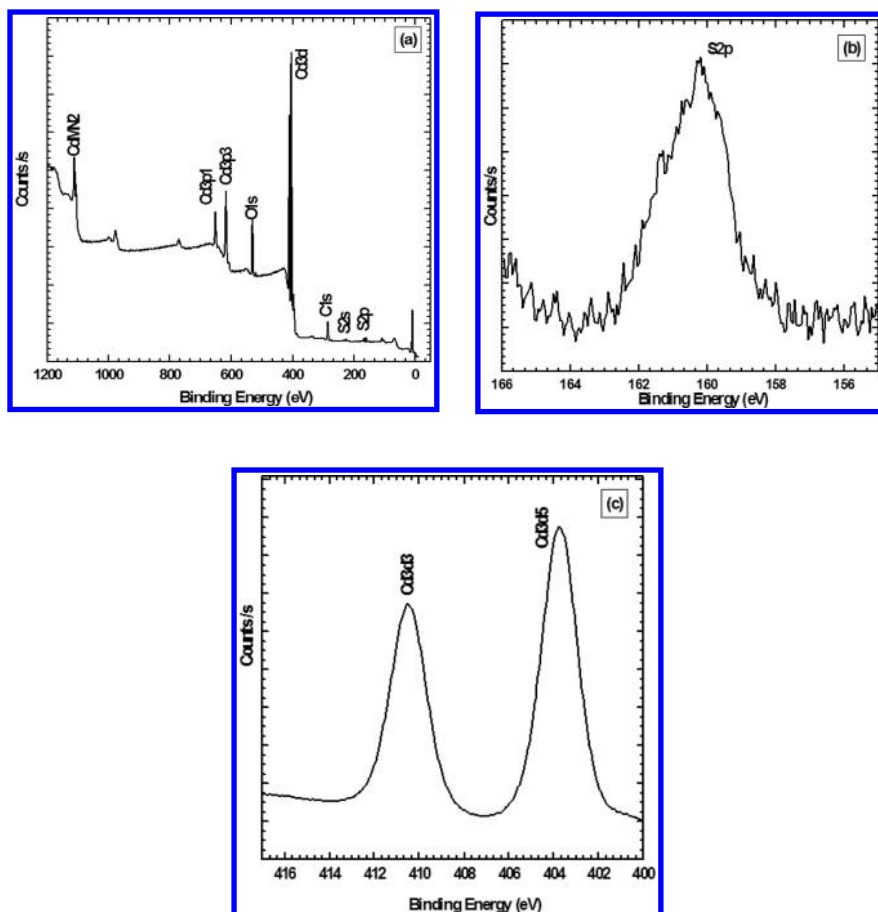 (a)
Cd3d
CdMN2
Cd3p1
Cd3p3
O1s
C1s
S2s
S2p
Counts/s
1200 1000 800 600 400 200 0
Binding Energy (eV)
(b)
S2p
Counts/s
166 164 162 160 158 156
Binding Energy (eV)
(c)
Cd3d3
Cd3d5
Counts/s
416 414 412 410 408 406 404 402 400
Binding Energy (eV)